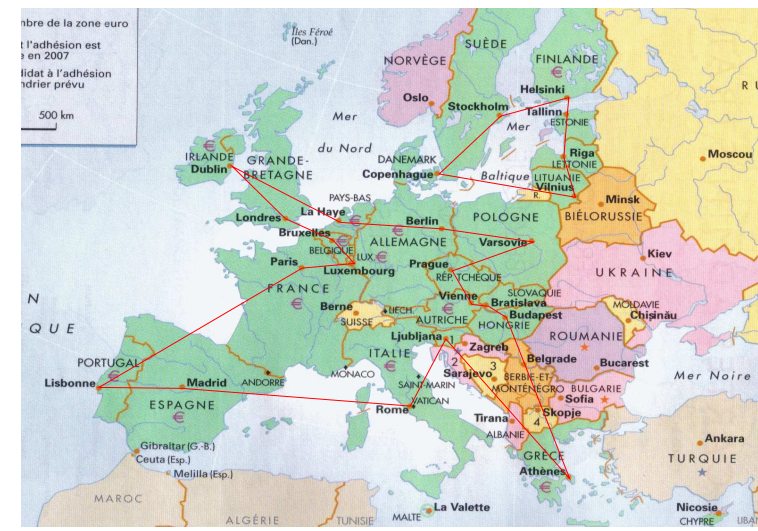 bre de la zone euro
t l'adhésion est
e en 2007
didat à l'adhésion
ndrier prévu
500 km
Îles Féroé
(Dan.)
NORVÈGE
SUÈDE
FINLANDE
Oslo
Helsinki
Stockholm
Tallinn
ESTONIE
Mer
du Nord
Mer
Baltique
Riga
LETTONIE
Moscou
IRLANDE
Dublin
GRANDE-
BRETAGNE
DANEMARK
Copenhague
LITUANIE
Vilnius
R.
Minsk
BIÉLORUSSIE
PAYS-BAS
La Haye
Londres
Berlin
POLOGNE
Bruxelles
BELGIQUE
ALLEMAGNE
Varsovie
LUX.
Luxembourg
Paris
Prague
RÉP. TCHÈQUE
Kiev
UKRAINE
FRANCE
SLOVAQUIE
Vienne
Bratislava
Berne
LIECH.
SUISSE
AUTRICHE
Budapest
HONGRIE
MOLDAVIE
Chișinău
N
QUE
Ljubljana
1
Zagreb
2
3
ROUMANIE
ITALIE
Belgrade
Bucarest
PORTUGAL
MONACO
ANDORRE
SAINT-MARIN
Sarajevo
SERBIE-ET-
MONTÉNÉGRO
BULGARIE
Mer Noire
Lisbonne
Madrid
VATICAN
Rome
Sofia
ESPAGNE
Tirana
ALBANIE
4
Skopje
Gibraltar (G.-B.)
Ceuta (Esp.)
Melilla (Esp.)
GRÈCE
Athènes
Ankara
TURQUIE
MAROC
ALGÉRIE
TUNISIE
La Valette
MALTE
Nicosie
CHYPRE
LIBA
€
€
€
€
€
€
€
€
€
€
€
€